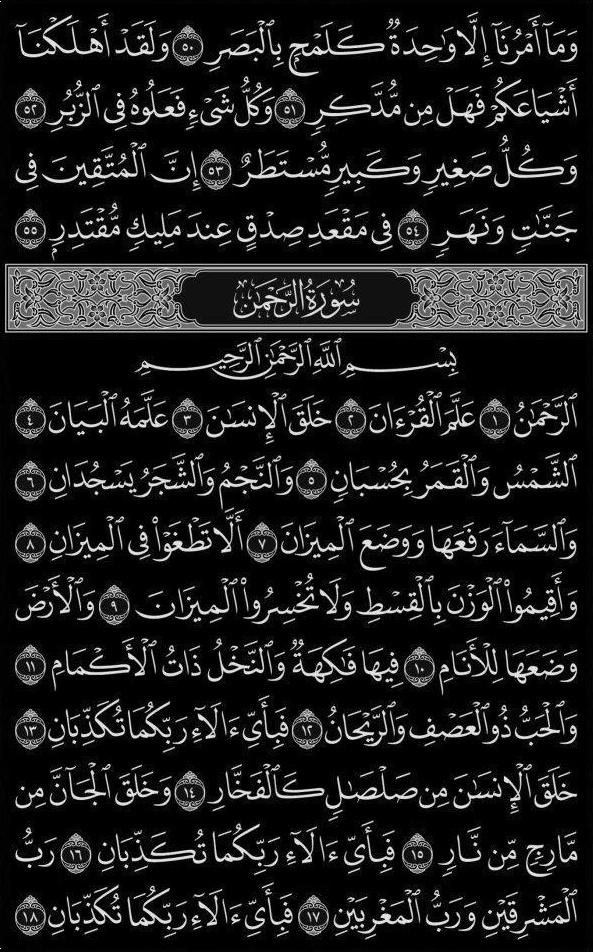 وَمَآ أَمْرُنَآ إِلَّا وَٰحِدَةٌ كَلَمْحٍۭ بِٱلْبَصَرِ ٥٠ وَلَقَدْ أَهْلَكْنَآ
أَشْيَاعَكُمْ فَهَلْ مِن مُّدَّكِرٍ ٥١ وَكُلُّ شَىْءٍ فَعَلُوهُ فِى ٱلزُّبُرِ ٥٢
وَكُلُّ صَغِيرٍ وَكَبِيرٍ مُّسْتَطَرٌ ٥٣ إِنَّ ٱلْمُتَّقِينَ فِى
جَنَّٰتٍ وَنَهَرٍ ٥٤ فِى مَقْعَدِ صِدْقٍ عِندَ مَلِيكٍ مُّقْتَدِرٍۭ ٥٥
سُورَةُ الرَّحْمَٰن
بِسْمِ ٱللَّهِ ٱلرَّحْمَٰنِ ٱلرَّحِيمِ
ٱلرَّحْمَٰنُ ١ عَلَّمَ ٱلْقُرْءَانَ ٢ خَلَقَ ٱلْإِنسَٰنَ ٣ عَلَّمَهُ ٱلْبَيَانَ ٤
ٱلشَّمْسُ وَٱلْقَمَرُ بِحُسْبَانٍ ٥ وَٱلنَّجْمُ وَٱلشَّجَرُ يَسْجُدَانِ ٦
وَٱلسَّمَآءَ رَفَعَهَا وَوَضَعَ ٱلْمِيزَانَ ٧ أَلَّا تَطْغَوْا۟ فِى ٱلْمِيزَانِ ٨
وَأَقِيمُوا۟ ٱلْوَزْنَ بِٱلْقِسْطِ وَلَا تُخْسِرُوا۟ ٱلْمِيزَانَ ٩ وَٱلْأَرْضَ
وَضَعَهَا لِلْأَنَامِ ١٠ فِيهَا فَٰكِهَةٌ وَٱلنَّخْلُ ذَاتُ ٱلْأَكْمَامِ ١١
وَٱلْحَبُّ ذُو ٱلْعَصْفِ وَٱلرَّيْحَانُ ١٢ فَبِأَىِّ ءَالَآءِ رَبِّكُمَا تُكَذِّبَانِ ١٣
خَلَقَ ٱلْإِنسَٰنَ مِن صَلْصَٰلٍ كَٱلْفَخَّارِ ١٤ وَخَلَقَ ٱلْجَآنَّ مِن
مَّارِجٍ مِّن نَّارٍ ١٥ فَبِأَىِّ ءَالَآءِ رَبِّكُمَا تُكَذِّبَانِ ١٦ رَبُّ
ٱلْمَشْرِقَيْنِ وَرَبُّ ٱلْمَغْرِبَيْنِ ١٧ فَبِأَىِّ ءَالَآءِ رَبِّكُمَا تُكَذِّبَانِ ١٨